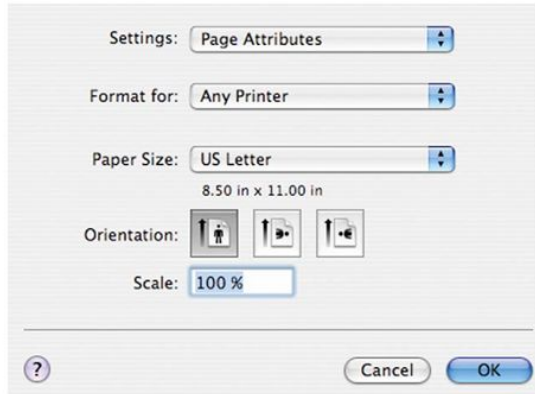 Settings: Page Attributes
Format for: Any Printer
Paper Size: US Letter
8.50 in x 11.00 in
Orientation:
Scale: 100 %
? Cancel OK